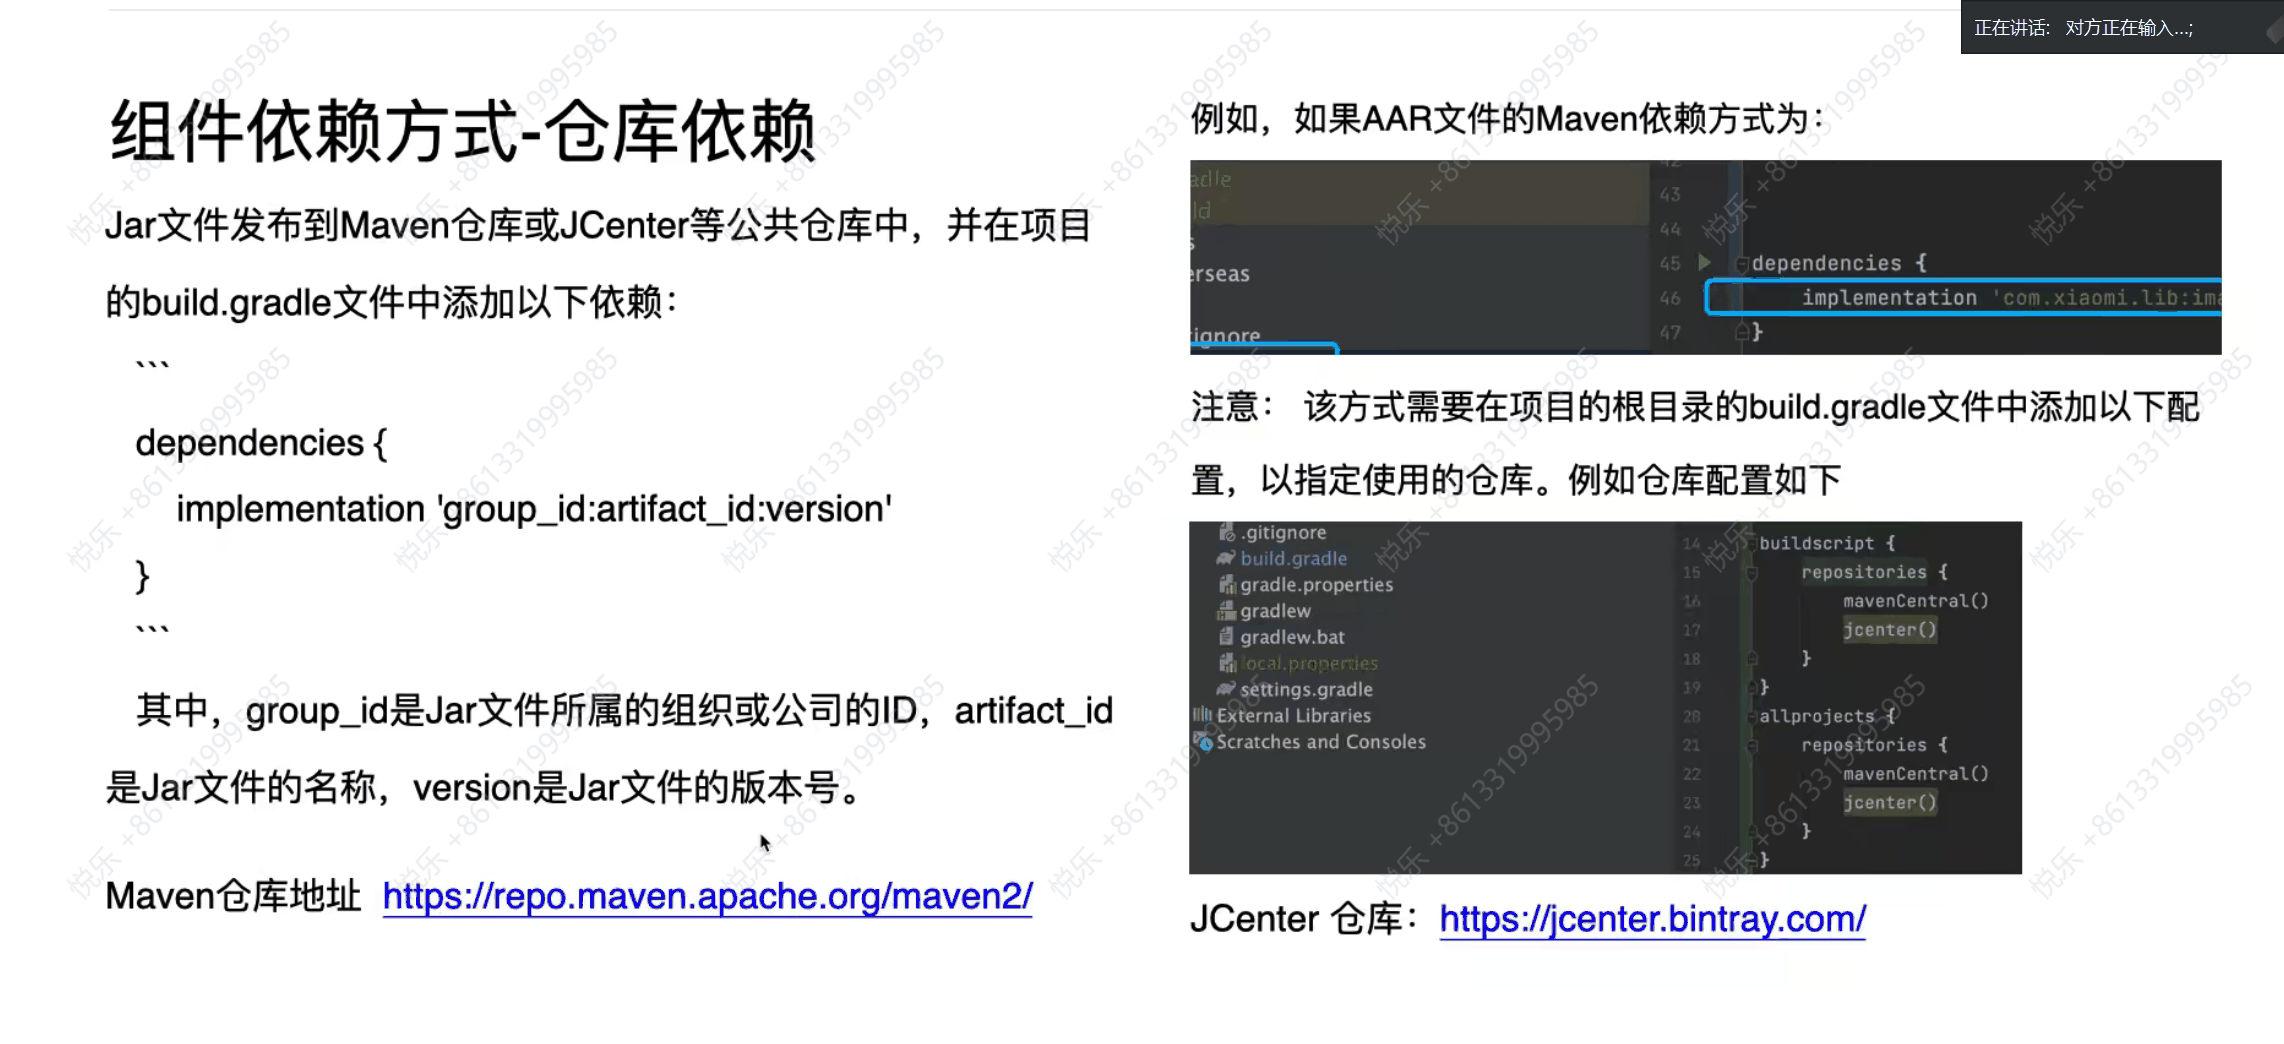 正在讲话: 对方正在输入...;
组件依赖方式-仓库依赖
Jar文件发布到Maven仓库或JCenter等公共仓库中，并在项目
的build.gradle文件中添加以下依赖：
```
dependencies {
implementation 'group_id:artifact_id:version'
}
```
其中，group_id是Jar文件所属的组织或公司的ID，artifact_id
是Jar文件的名称，version是Jar文件的版本号。
Maven仓库地址 https://repo.maven.apache.org/maven2/
例如，如果AAR文件的Maven依赖方式为：
adle
ld
s
erseas
ignore
42
43
44
45 dependencies {
46 implementation 'com.xiaomi.lib:ima
47 }
注意： 该方式需要在项目的根目录的build.gradle文件中添加以下配
置，以指定使用的仓库。例如仓库配置如下
.gitignore
build.gradle
gradle.properties
gradlew
gradlew.bat
local.properties
settings.gradle
External Libraries
Scratches and Consoles
14 buildscript {
15 repositories {
16 mavenCentral()
17 jcenter()
18 }
19 }
20 allprojects {
21 repositories {
22 mavenCentral()
23 jcenter()
24 }
25 }
JCenter 仓库：https://jcenter.bintray.com/
悦乐 +8613319995985